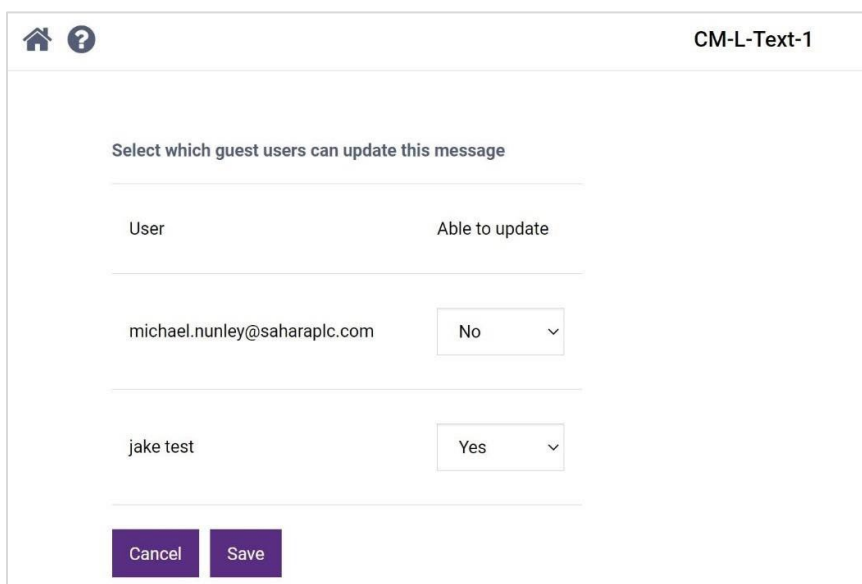 CM-L-Text-1
Select which guest users can update this message
User Able to update
michael.nunley@saharaplc.com No
jake test Yes
Cancel Save